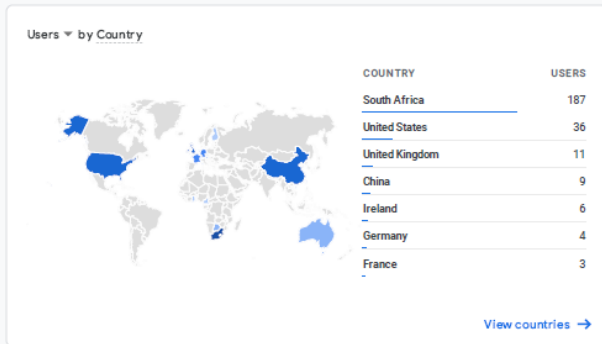 Users by Country
COUNTRY USERS
South Africa 187
United States 36
United Kingdom 11
China 9
Ireland 6
Germany 4
France 3
View countries →